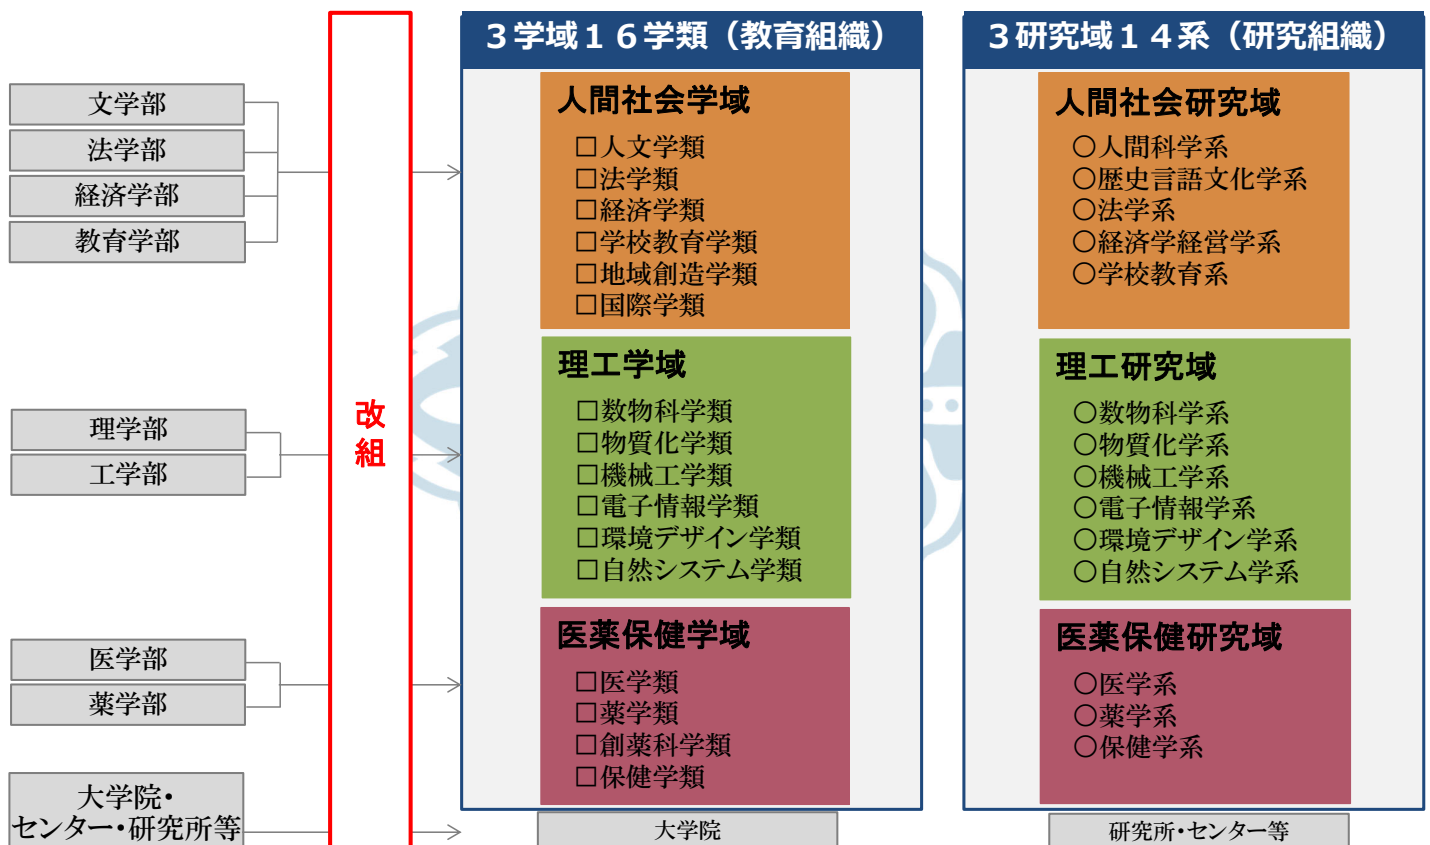 文学部
法学部
経済学部
教育学部
理学部
工学部
医学部
薬学部
大学院・
センター・研究所等
改
組
３学域１６学類（教育組織）
人間社会学域
□人文学類
□法学類
□経済学類
□学校教育学類
□地域創造学類
□国際学類
理工学域
□数物科学類
□物質化学類
□機械工学類
□電子情報学類
□環境デザイン学類
□自然システム学類
医薬保健学域
□医学類
□薬学類
□創薬科学類
□保健学類
大学院
３研究域１４系（研究組織）
人間社会研究域
○人間科学系
○歴史言語文化学系
○法学系
○経済学経営学系
○学校教育系
理工研究域
○数物科学系
○物質化学系
○機械工学系
○電子情報学系
○環境デザイン学系
○自然システム学系
医薬保健研究域
○医学系
○薬学系
○保健学系
研究所・センター等